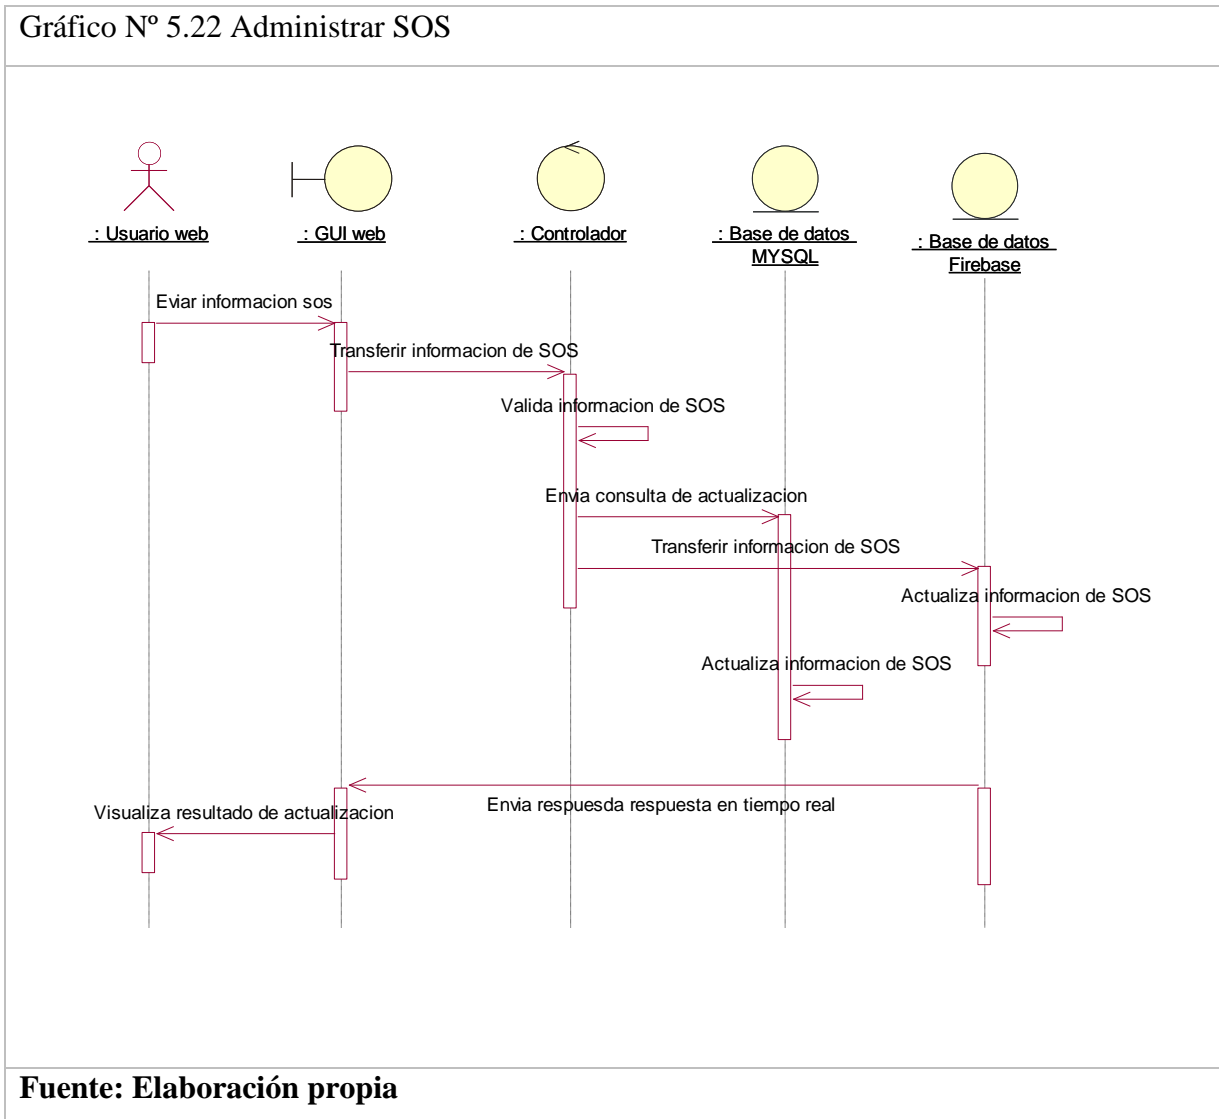 Gráfico Nº 5.22 Administrar SOS
: Usuario web
: GUI web
: Controlador
: Base de datos
MYSQL
: Base de datos
Firebase
Eviar informacion sos
Transferir informacion de SOS
Valida informacion de SOS
Envia consulta de actualizacion
Transferir informacion de SOS
Actualiza informacion de SOS
Actualiza informacion de SOS
Envia respuesda respuesta en tiempo real
Visualiza resultado de actualizacion
Fuente: Elaboración propia